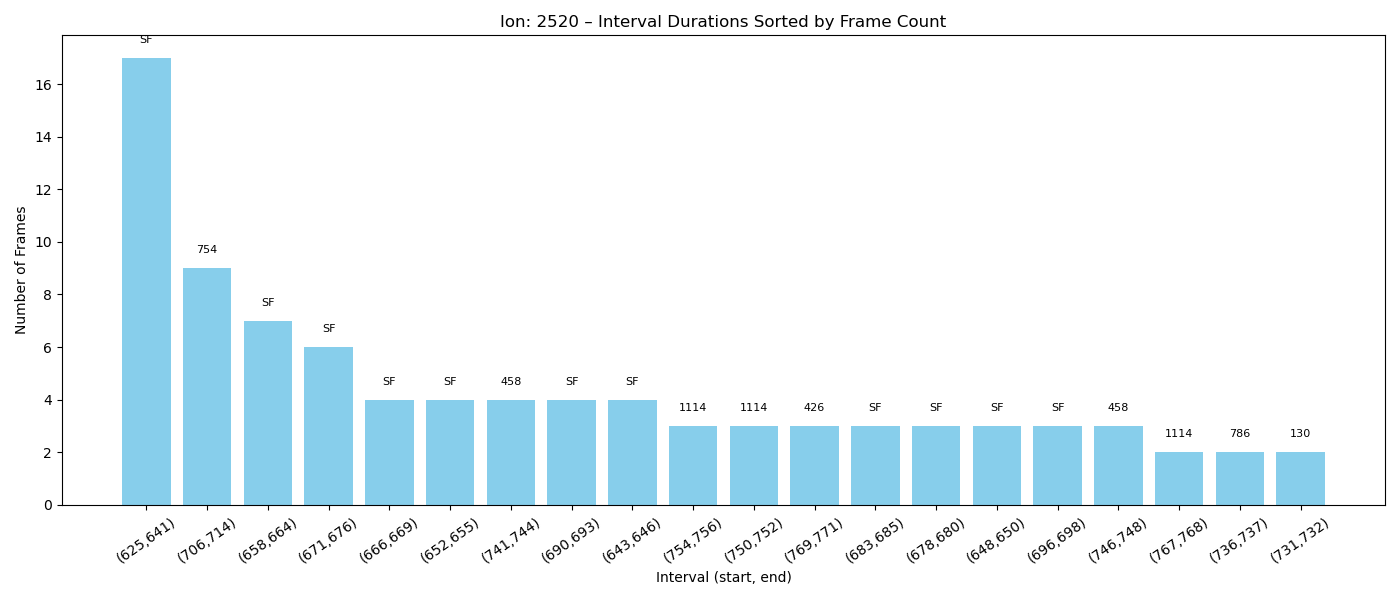 Ion: 2520 – Interval Durations Sorted by Frame Count
Number of Frames
16
14
12
10
8
6
4
2
0
SF
754
SF
SF
SF
SF
458
SF
SF
1114
1114
426
SF
SF
SF
SF
458
1114
786
130
(625,641)
(706,714)
(658,664)
(671,676)
(666,669)
(652,655)
(741,744)
(690,693)
(643,646)
(754,756)
(750,752)
(769,771)
(683,685)
(678,680)
(648,650)
(696,698)
(746,748)
(767,768)
(736,737)
(731,732)
Interval (start, end)